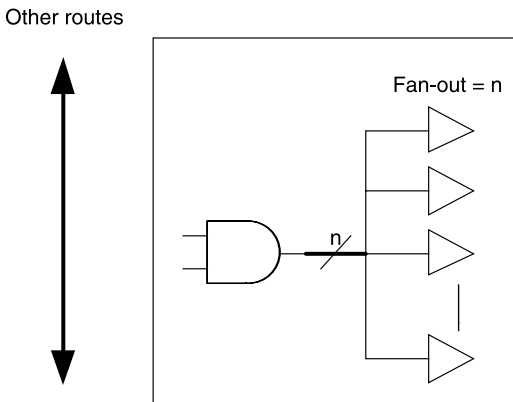 Other routes
Fan-out = n
n